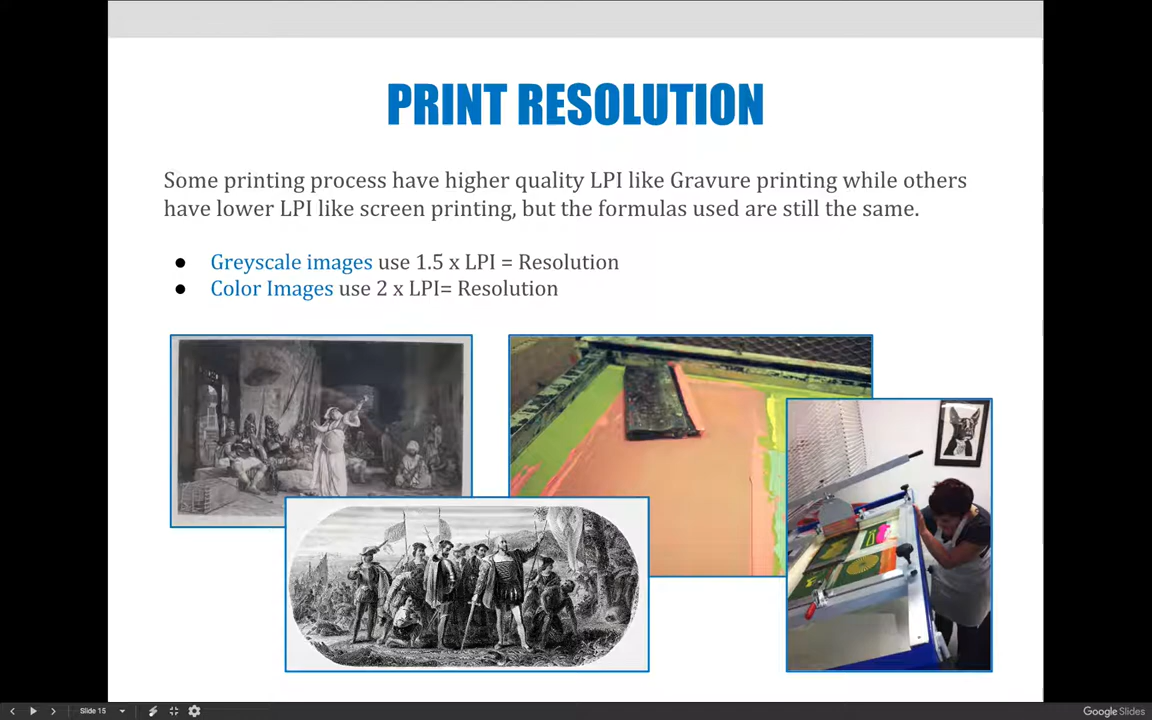 PRINT RESOLUTION
Some printing process have higher quality LPI like Gravure printing while others
have lower LPI like screen printing, but the formulas used are still the same.
● Greyscale images use 1.5 x LPI = Resolution
● Color Images use 2 x LPI= Resolution
Slide 15
Google Slides